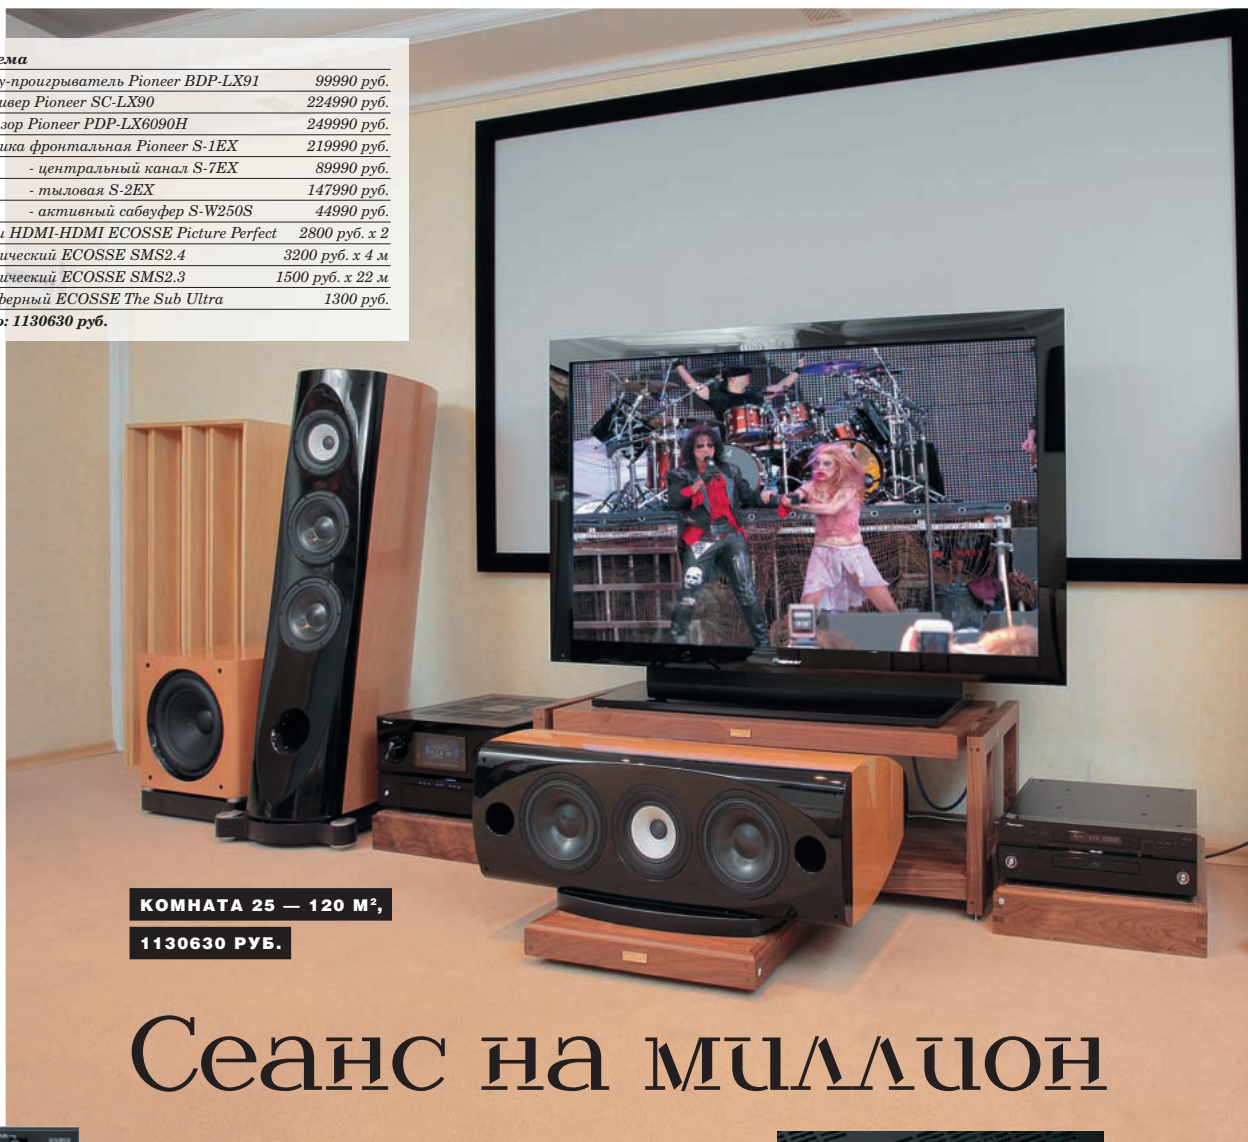 ема
у-проигрыватель Pioneer BDP-LX91 99990 руб.
ивер Pioneer SC-LX90 224990 руб.
зор Pioneer PDP-LX6090H 249990 руб.
ика фронтальная Pioneer S-1EX 219990 руб.
- центральный канал S-7EX 89990 руб.
- тыловая S-2EX 147990 руб.
- активный сабвуфер S-W250S 44990 руб.
и HDMI-HDMI ECOSSE Picture Perfect 2800 руб. x 2
ический ECOSSE SMS2.4 3200 руб. x 4 м
ический ECOSSE SMS2.3 1500 руб. x 22 м
ферный ECOSSE The Sub Ultra 1300 руб.
о: 1130630 руб.
Pioneer
КОМНАТА 25 — 120 М²,
1130630 РУБ.
Сеанс на миллион